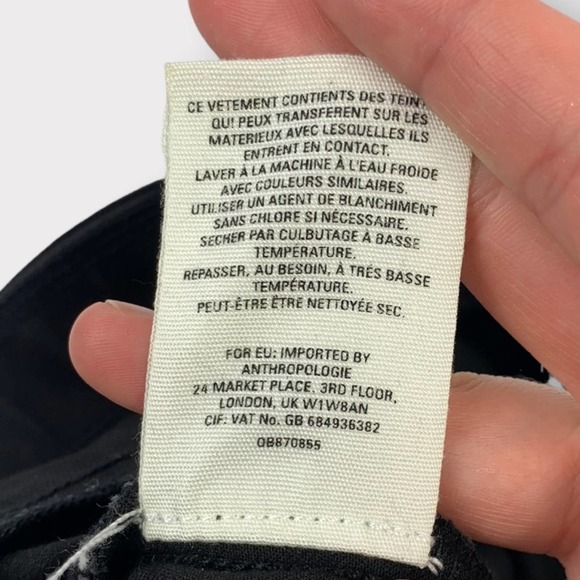 CE VETEMENT CONTIENTS DES TEINT
QUI PEUX TRANSFERENT SUR LES
MATERIEUX AVEC LESQUELLES ILS
ENTRENT EN CONTACT.
LAVER À LA MACHINE À L'EAU FROIDE
AVEC COULEURS SIMILAIRES.
UTILISER UN AGENT DE BLANCHIMENT
SANS CHLORE SI NÉCESSAIRE.
SECHER PAR CULBUTAGE À BASSE
TEMPÉRATURE.
REPASSER, AU BESOIN, À TRÈS BASSE
TEMPÉRATURE.
PEUT-ÊTRE ÊTRE NETTOYÉE SEC.
FOR EU: IMPORTED BY
ANTHROPOLOGIE
24 MARKET PLACE, 3RD FLOOR,
LONDON, UK W1W8AN
CIF: VAT No. GB 684936382
OB870855